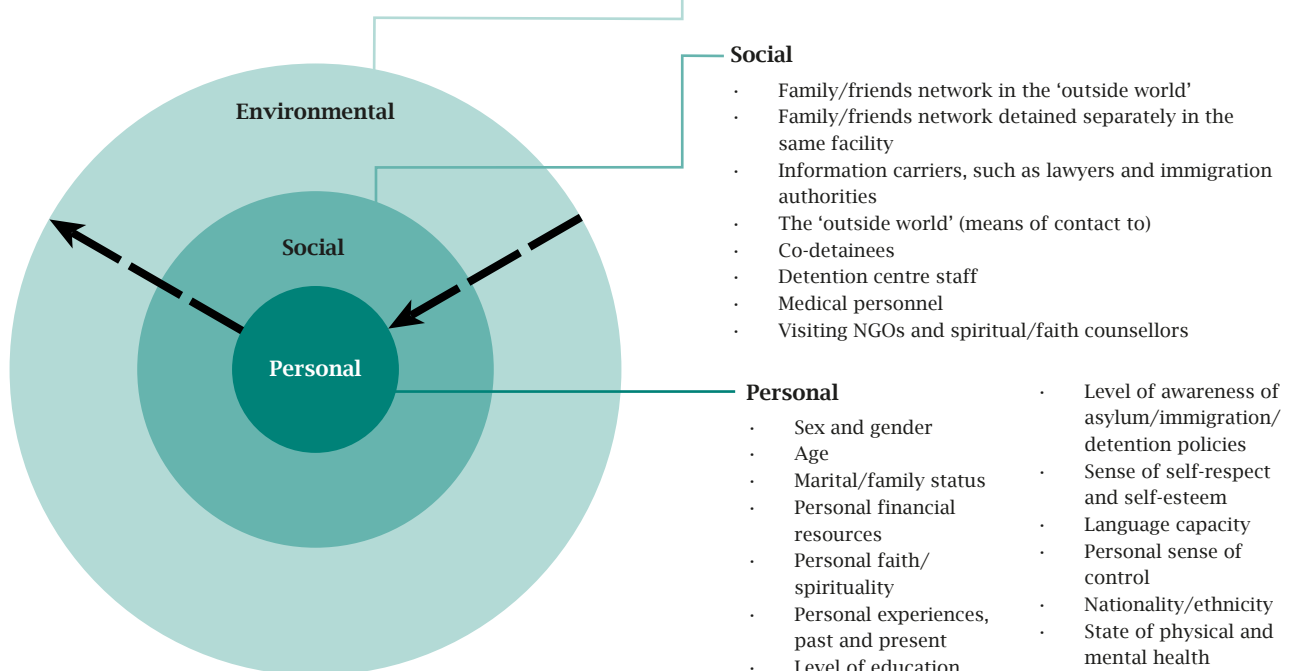 Environmental
Social
Personal
Social
· Family/friends network in the ‘outside world’
· Family/friends network detained separately in the
same facility
· Information carriers, such as lawyers and immigration
authorities
· The ‘outside world’ (means of contact to)
· Co-detainees
· Detention centre staff
· Medical personnel
· Visiting NGOs and spiritual/faith counsellors
Personal
· Sex and gender
· Age
· Marital/family status
· Personal financial
resources
· Personal faith/
spirituality
· Personal experiences,
past and present
· Level of education
· Level of awareness of
asylum/immigration/
detention policies
· Sense of self-respect
and self-esteem
· Language capacity
· Personal sense of
control
· Nationality/ethnicity
· State of physical and
mental health